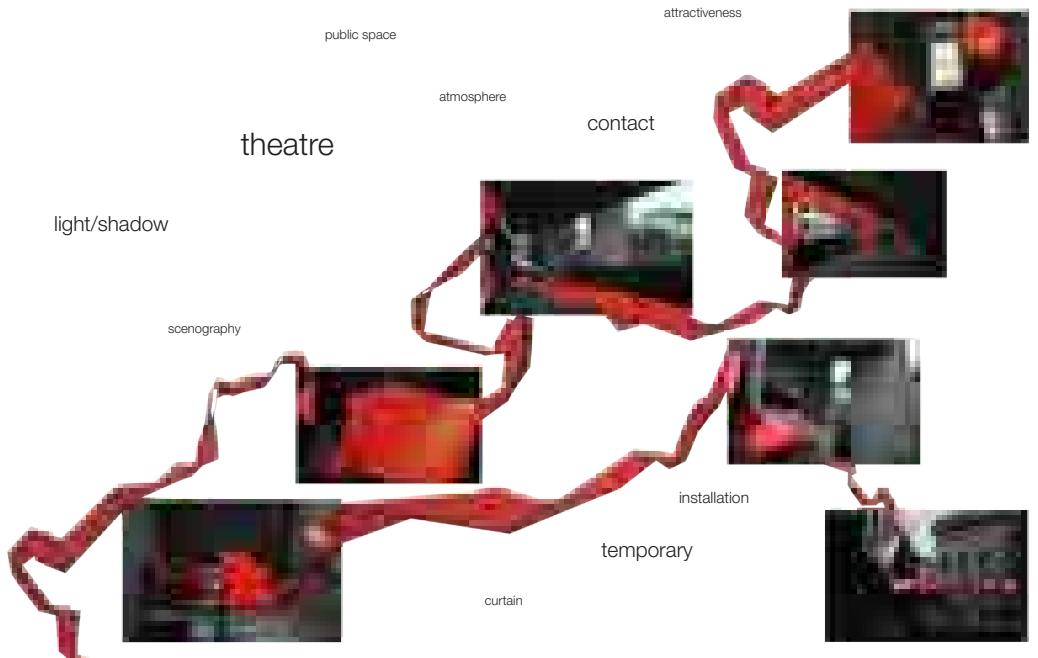 attractiveness
public space
atmosphere
contact
theatre
light/shadow
scenography
installation
temporary
curtain